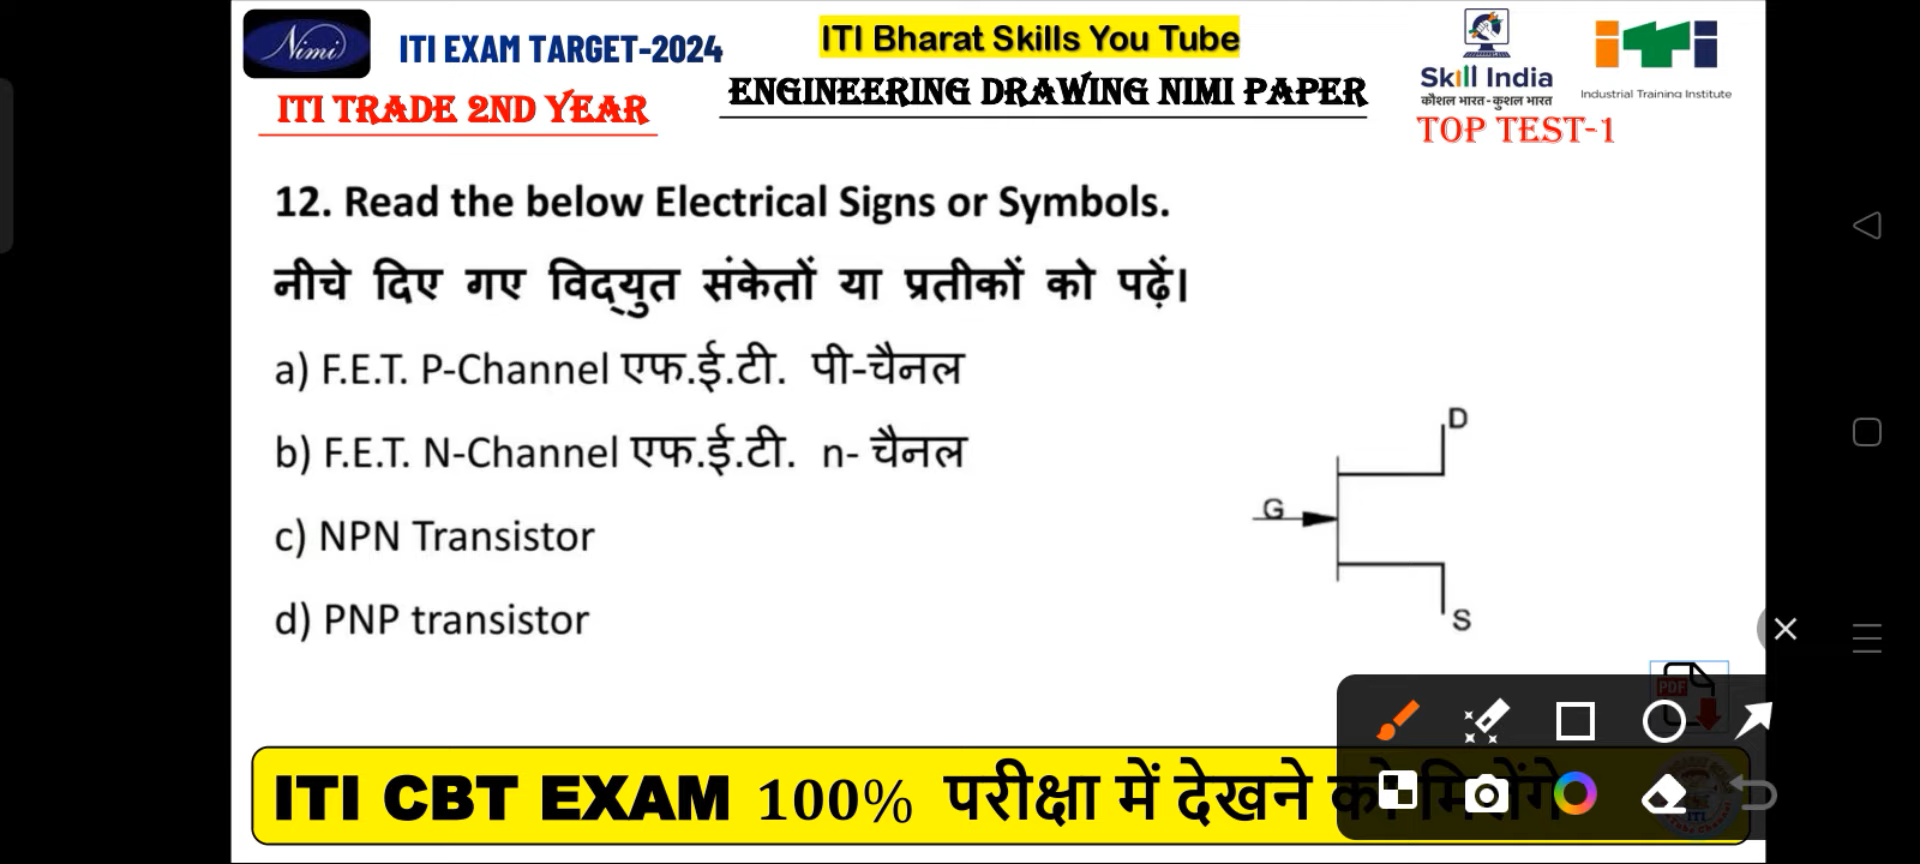 Nimi
ITI EXAM TARGET-2024
ITI Bharat Skills You Tube
Skill India
कौशल भारत-कुशल भारत
iTi
Industrial Training Institute
ITI TRADE 2ND YEAR
ENGINEERING DRAWING NIMI PAPER
TOP TEST-1
12. Read the below Electrical Signs or Symbols.
नीचे दिए गए विद्युत संकेतों या प्रतीकों को पढ़ें।
a) F.E.T. P-Channel एफ.ई.टी. पी-चैनल
b) F.E.T. N-Channel एफ.ई.टी. n- चैनल
c) NPN Transistor
d) PNP transistor
D
G
S
PDF
ITI CBT EXAM 100% परीक्षा में देखने को मिलेंगे